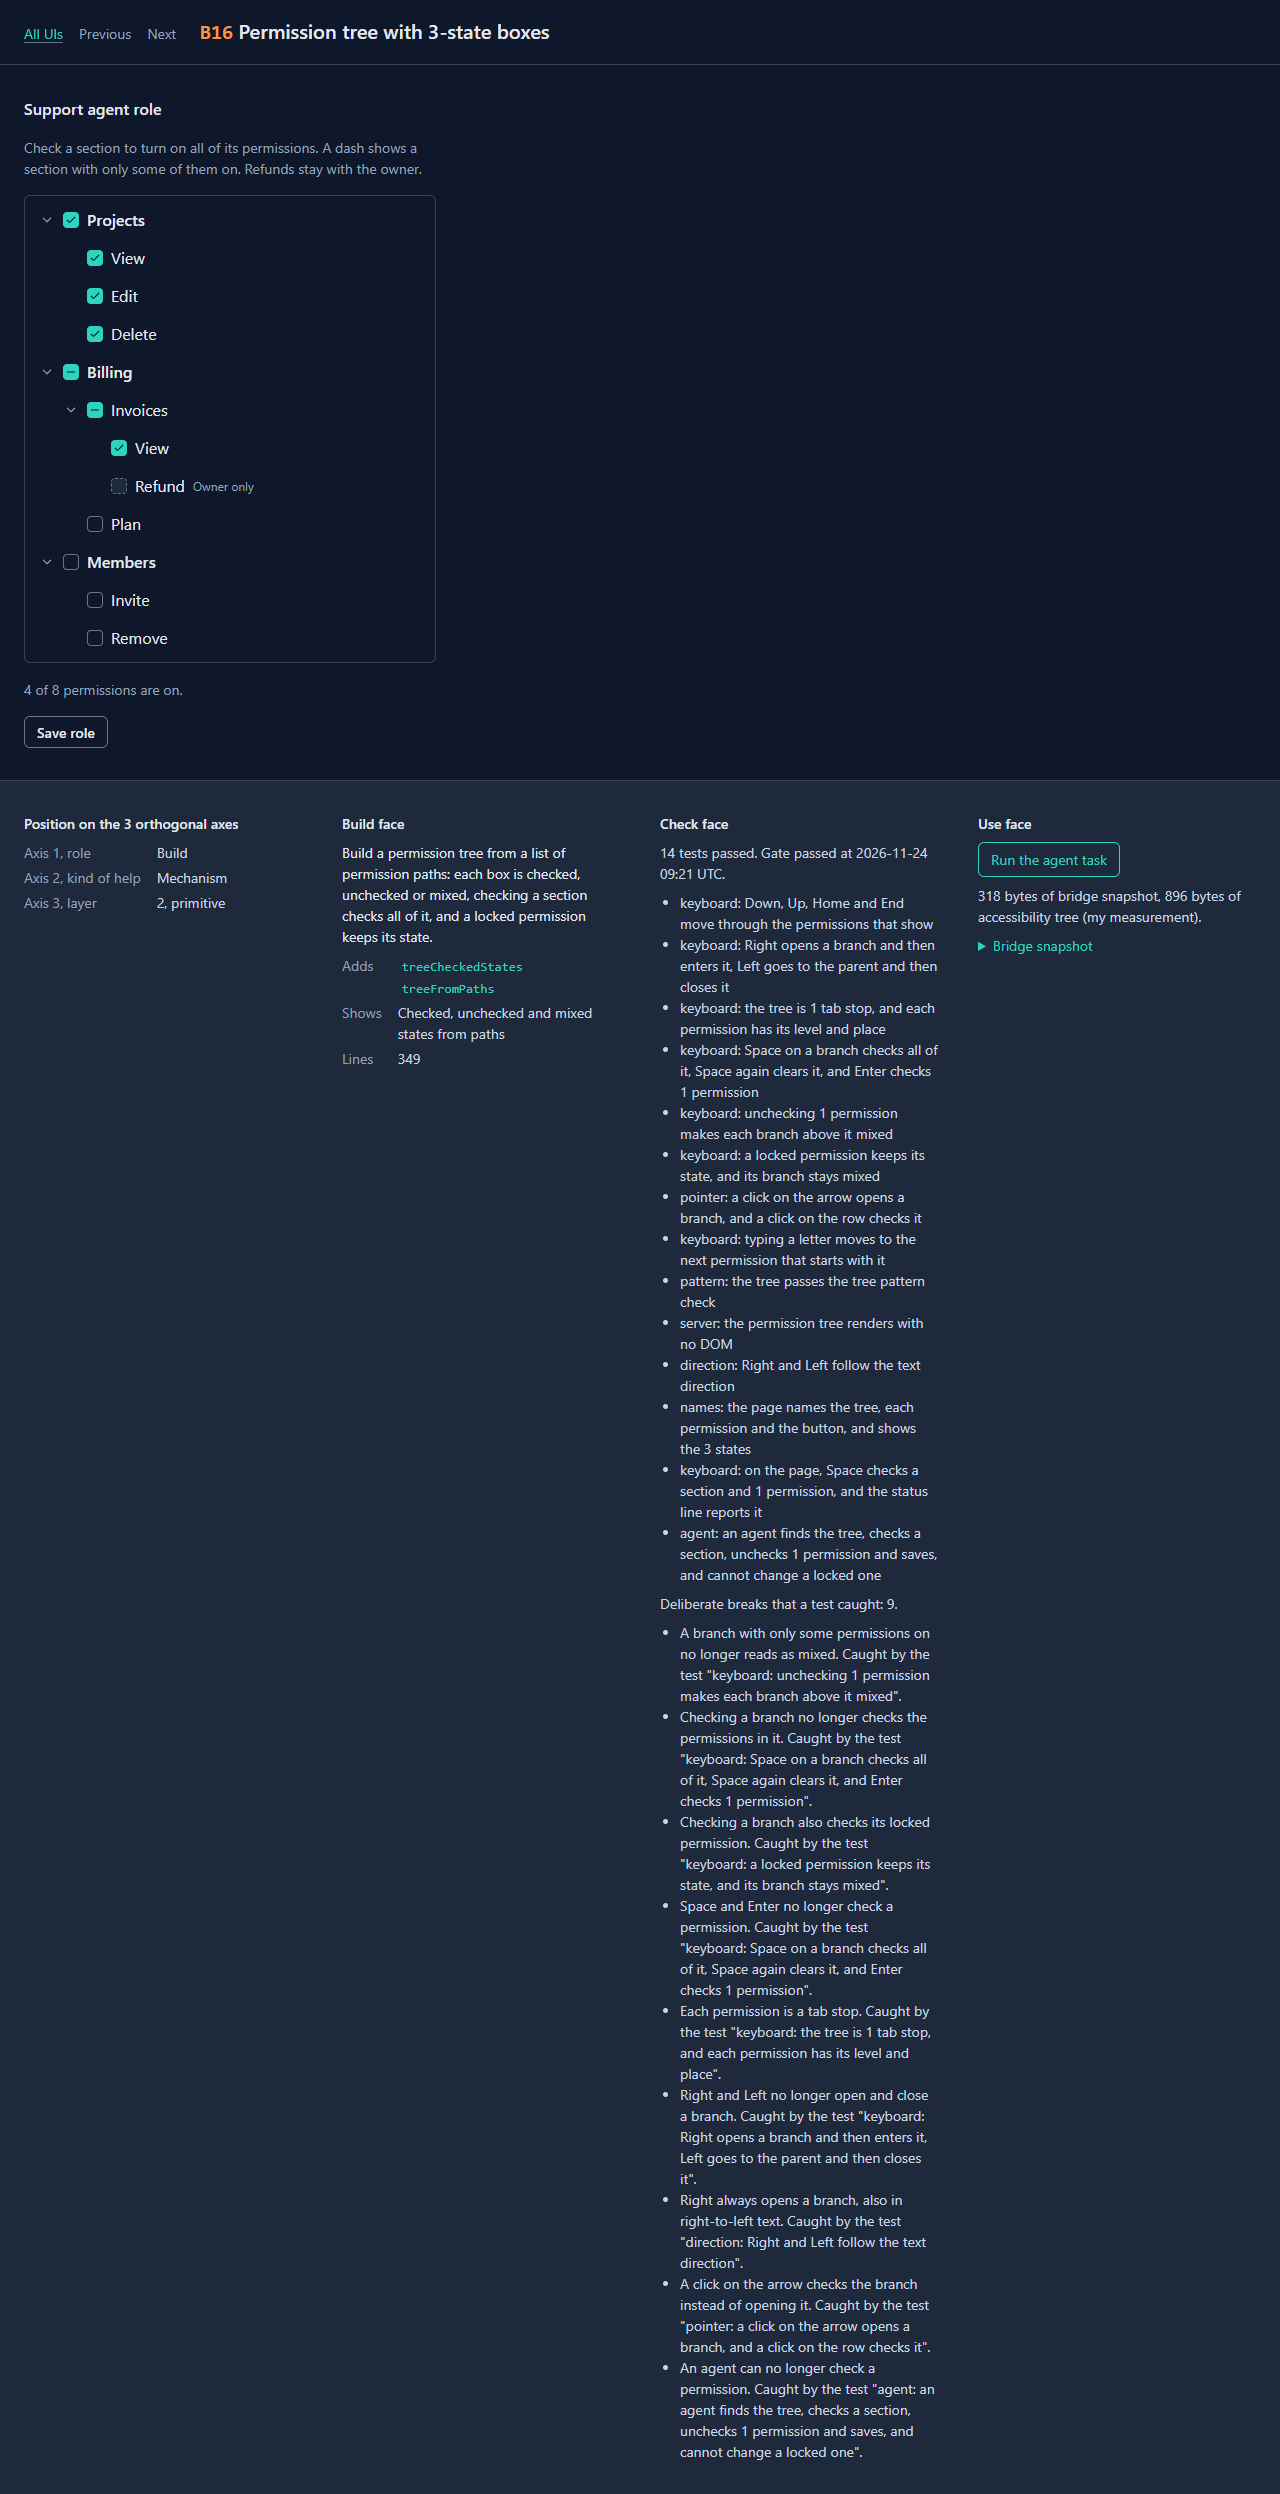 All UIs Previous Next B16 Permission tree with 3-state boxes
Support agent role
Check a section to turn on all of its permissions. A dash shows a
section with only some of them on. Refunds stay with the owner.
Projects
View
Edit
Delete
Billing
Invoices
View
Refund Owner only
Plan
Members
Invite
Remove
4 of 8 permissions are on.
Save role
Position on the 3 orthogonal axes
Axis 1, role Build
Axis 2, kind of help Mechanism
Axis 3, layer 2, primitive
Build face
Build a permission tree from a list of
permission paths: each box is checked,
unchecked or mixed, checking a section
checks all of it, and a locked permission
keeps its state.
Adds treeCheckedStates
treeFromPaths
Shows Checked, unchecked and mixed
states from paths
Lines 349
Check face
14 tests passed. Gate passed at 2026-11-24
09:21 UTC.
• keyboard: Down, Up, Home and End
move through the permissions that show
• keyboard: Right opens a branch and then
enters it, Left goes to the parent and then
closes it
• keyboard: the tree is 1 tab stop, and each
permission has its level and place
• keyboard: Space on a branch checks all of
it, Space again clears it, and Enter checks
1 permission
• keyboard: unchecking 1 permission
makes each branch above it mixed
• keyboard: a locked permission keeps its
state, and its branch stays mixed
• pointer: a click on the arrow opens a
branch, and a click on the row checks it
• keyboard: typing a letter moves to the
next permission that starts with it
• pattern: the tree passes the tree pattern
check
• server: the permission tree renders with
no DOM
• direction: Right and Left follow the text
direction
• names: the page names the tree, each
permission and the button, and shows
the 3 states
• keyboard: on the page, Space checks a
section and 1 permission, and the status
line reports it
• agent: an agent finds the tree, checks a
section, unchecks 1 permission and saves,
and cannot change a locked one
Deliberate breaks that a test caught: 9.
• A branch with only some permissions on
no longer reads as mixed. Caught by the
test "keyboard: unchecking 1 permission
makes each branch above it mixed".
• Checking a branch no longer checks the
permissions in it. Caught by the test
"keyboard: Space on a branch checks all
of it, Space again clears it, and Enter
checks 1 permission".
• Checking a branch also checks its locked
permission. Caught by the test
"keyboard: a locked permission keeps its
state, and its branch stays mixed".
• Space and Enter no longer check a
permission. Caught by the test
"keyboard: Space on a branch checks all
of it, Space again clears it, and Enter
checks 1 permission".
• Each permission is a tab stop. Caught by
the test "keyboard: the tree is 1 tab stop,
and each permission has its level and
place".
• Right and Left no longer open and close
a branch. Caught by the test "keyboard:
Right opens a branch and then enters it,
Left goes to the parent and then closes
it".
• Right always opens a branch, also in
right-to-left text. Caught by the test
"direction: Right and Left follow the text
direction".
• A click on the arrow checks the branch
instead of opening it. Caught by the test
"pointer: a click on the arrow opens a
branch, and a click on the row checks it".
• An agent can no longer check a
permission. Caught by the test "agent: an
agent finds the tree, checks a section,
unchecks 1 permission and saves, and
cannot change a locked one".
Use face
Run the agent task
318 bytes of bridge snapshot, 896 bytes of
accessibility tree (my measurement).
Bridge snapshot